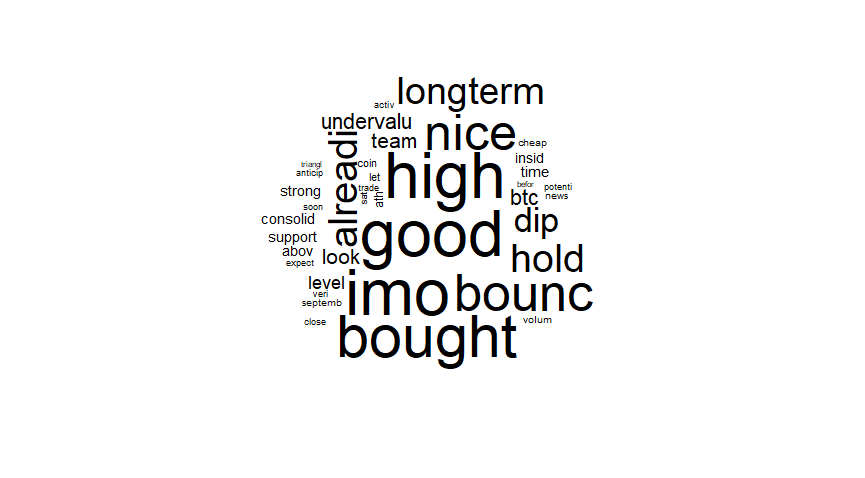 longterm
activ
undervalu
nice
team
cheap
alreadi
high
insid
triangl
coin
time
anticip
let
strong
trade
befor
potenti
sat
ath
btc
news
soon
good
dip
consolid
support
abov
look
hold
expect
level
imo
bounc
veri
septemb
close
bought
volum